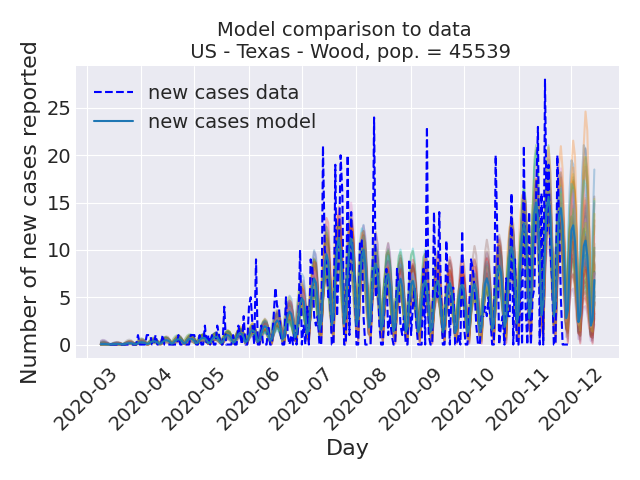 Model comparison to data
US - Texas - Wood, pop. = 45539
Number of new cases reported
new cases data
new cases model
25
20
15
10
5
0
2020-03
2020-04
2020-05
2020-06
2020-07
2020-08
2020-09
2020-10
2020-11
2020-12
Day